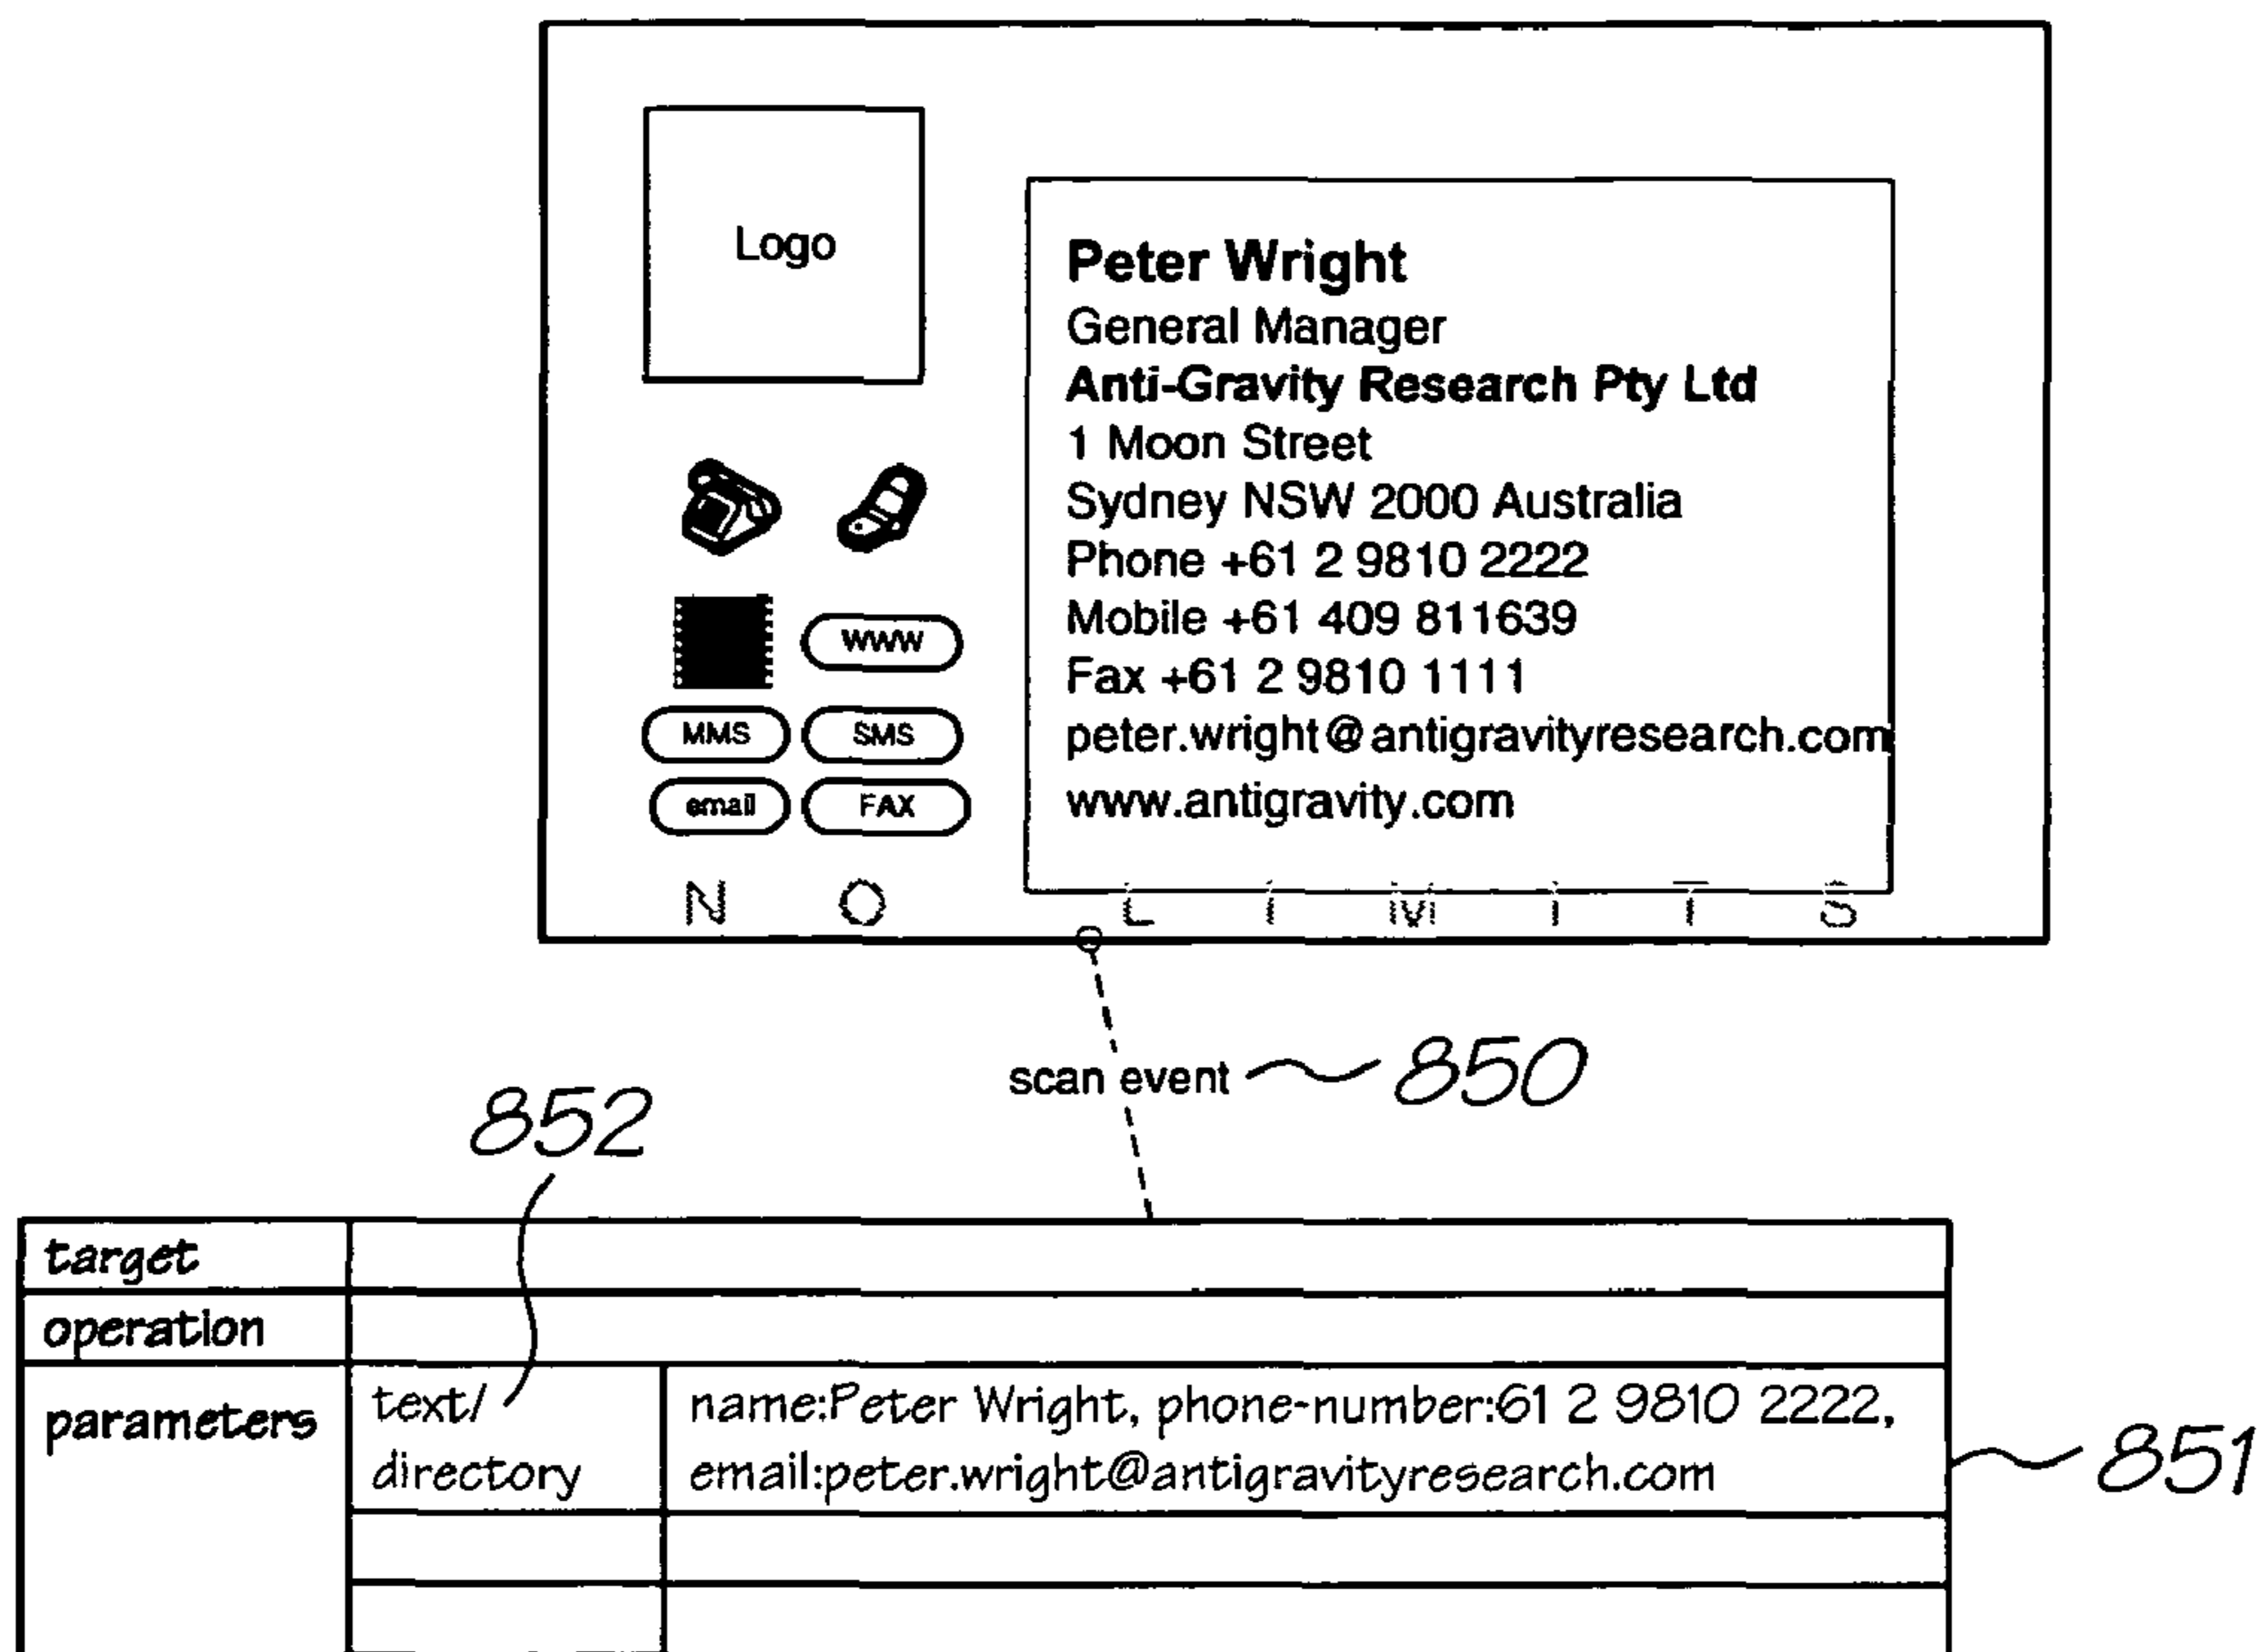 Logo
Peter Wright
General Manager
Anti-Gravity Research Pty Ltd
1 Moon Street
Sydney NSW 2000 Australia
Phone +61 2 9810 2222
Mobile +61 409 811639
Fax +61 2 9810 1111
peter.wright@antigravityresearch.com
www.antigravity.com
WWW
MMS SMS
email FAX
N O L I M I T S
scan event 850
852
target
operation
parameters
text/
directory
name:Peter Wright, phone-number:61 2 9810 2222,
email:peter.wright@antigravityresearch.com
851